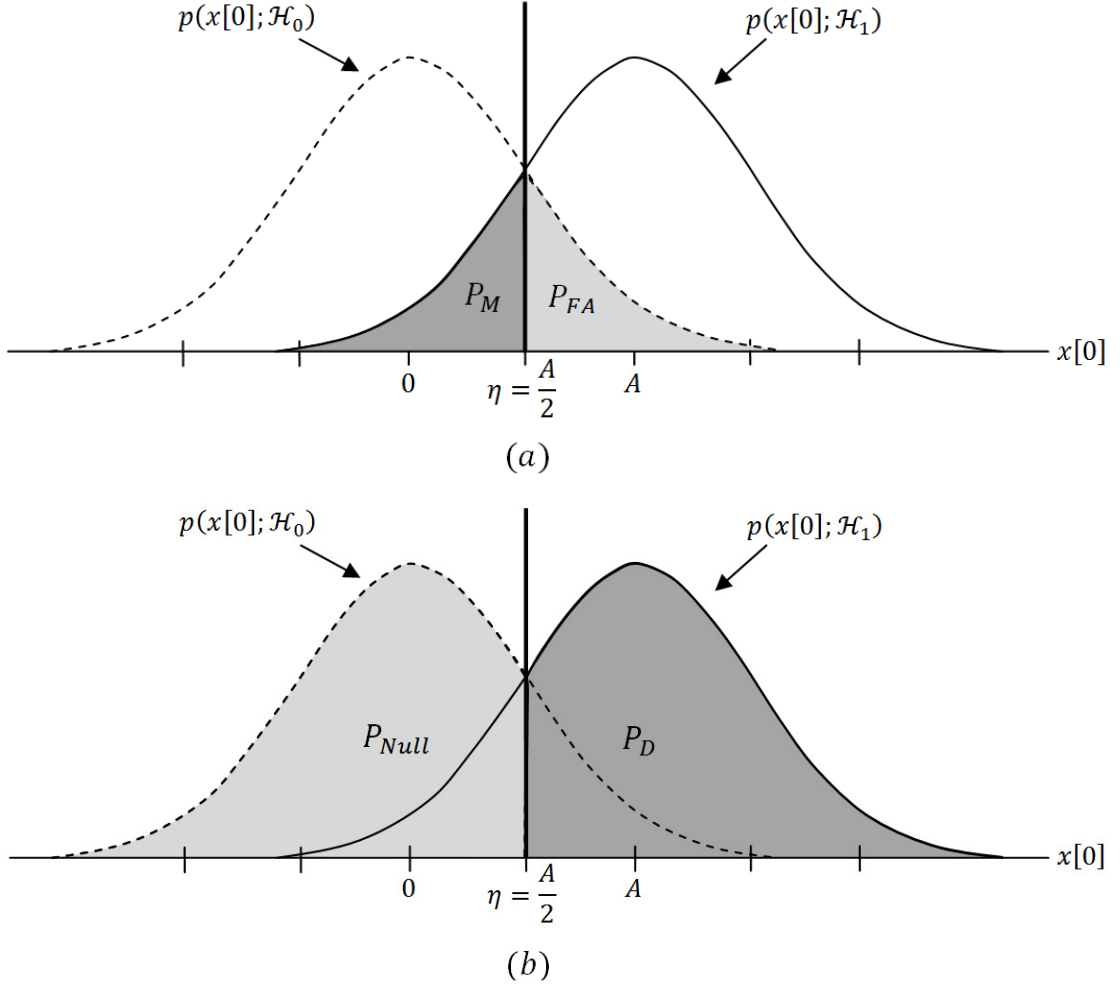 p(x[0]; ℋ₀)
p(x[0]; ℋ₁)
P_M
P_FA
x[0]
0
η = A/2
A
(a)
p(x[0]; ℋ₀)
p(x[0]; ℋ₁)
P_Null
P_D
x[0]
0
η = A/2
A
(b)